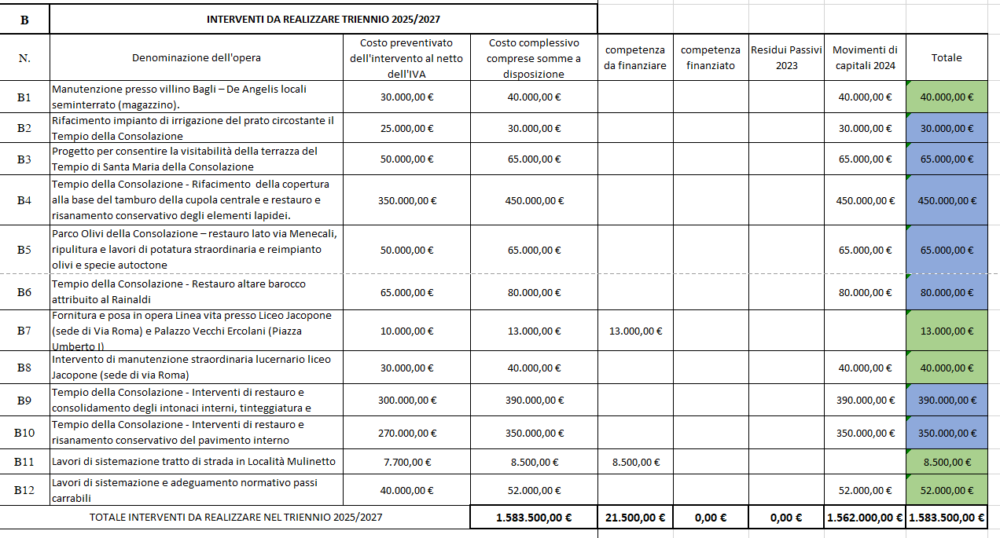 B INTERVENTI DA REALIZZARE TRIENNIO 2025/2027
N.
Denominazione dell'opera
Costo preventivato
dell'intervento al netto
dell'IVA
Costo complessivo
comprese somme a
disposizione
competenza
da finanziare
competenza
finanziato
Residui Passivi
2023
Movimenti di
capitali 2024
Totale
B1
Manutenzione presso villino Bagli – De Angelis locali
seminterrato (magazzino).
30.000,00 € 40.000,00 € 40.000,00 € 40.000,00 €
B2
Rifacimento impianto di irrigazione del prato circostante il
Tempio della Consolazione
25.000,00 € 30.000,00 € 30.000,00 € 30.000,00 €
B3
Progetto per consentire la visitabilità della terrazza del
Tempio di Santa Maria della Consolazione
50.000,00 € 65.000,00 € 65.000,00 € 65.000,00 €
B4
Tempio della Consolazione - Rifacimento della copertura
alla base del tamburo della cupola centrale e restauro e
risanamento conservativo degli elementi lapidei.
350.000,00 € 450.000,00 € 450.000,00 € 450.000,00 €
B5
Parco Olivi della Consolazione – restauro lato via Menecali,
ripulitura e lavori di potatura straordinaria e reimpianto
olivi e specie autoctone
50.000,00 € 65.000,00 € 65.000,00 € 65.000,00 €
B6
Tempio della Consolazione - Restauro altare barocco
attribuito al Rainaldi
65.000,00 € 80.000,00 € 80.000,00 € 80.000,00 €
B7
Fornitura e posa in opera Linea vita presso Liceo Jacopone
(sede di Via Roma) e Palazzo Vecchi Ercolani (Piazza
Umberto I)
10.000,00 € 13.000,00 € 13.000,00 € 13.000,00 €
B8
Intervento di manutenzione straordinaria lucernario liceo
Jacopone (sede di via Roma)
30.000,00 € 40.000,00 € 40.000,00 € 40.000,00 €
B9
Tempio della Consolazione - Interventi di restauro e
consolidamento degli intonaci interni, tinteggiatura e
300.000,00 € 390.000,00 € 390.000,00 € 390.000,00 €
B10
Tempio della Consolazione - Interventi di restauro e
risanamento conservativo del pavimento interno
270.000,00 € 350.000,00 € 350.000,00 € 350.000,00 €
B11 Lavori di sistemazione tratto di strada in Località Mulinetto 7.700,00 € 8.500,00 € 8.500,00 € 8.500,00 €
B12
Lavori di sistemazione e adeguamento normativo passi
carrabili
40.000,00 € 52.000,00 € 52.000,00 € 52.000,00 €
TOTALE INTERVENTI DA REALIZZARE NEL TRIENNIO 2025/2027 1.583.500,00 € 21.500,00 € 0,00 € 0,00 € 1.562.000,00 € 1.583.500,00 €